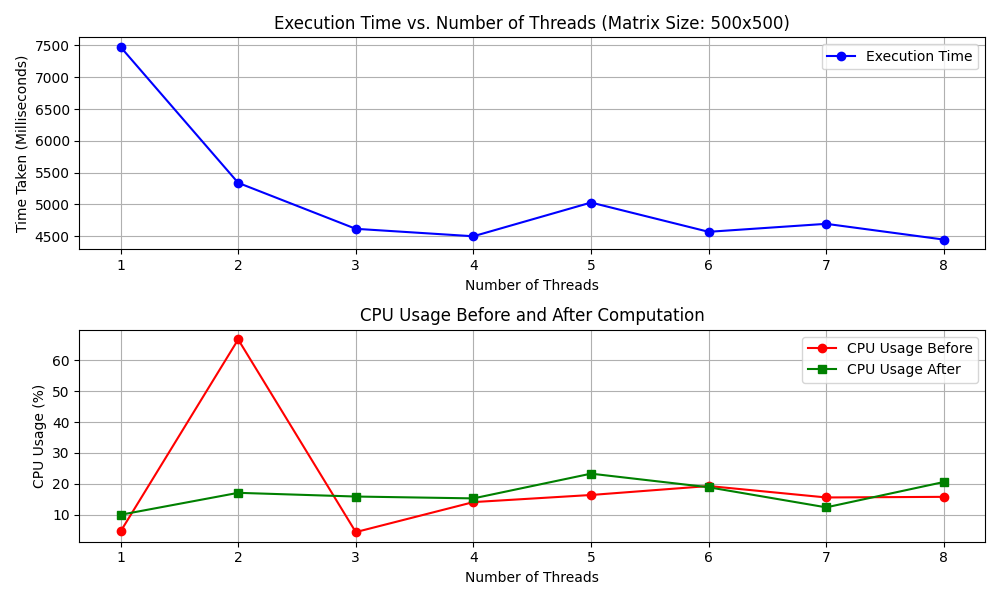 Execution Time vs. Number of Threads (Matrix Size: 500x500)
Time Taken (Milliseconds)
7500
7000
6500
6000
5500
5000
4500
Execution Time
1 2 3 4 5 6 7 8
Number of Threads
CPU Usage Before and After Computation
CPU Usage (%)
60
50
40
30
20
10
CPU Usage Before
CPU Usage After
1 2 3 4 5 6 7 8
Number of Threads